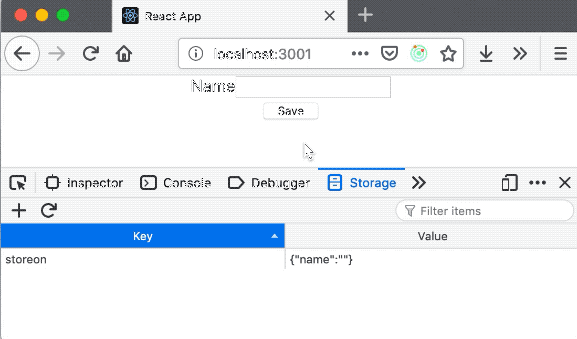 React App
localhost:3001
Name
Save
Inspector Console Debugger Storage
Filter items
Key Value
storeon {"name":""}